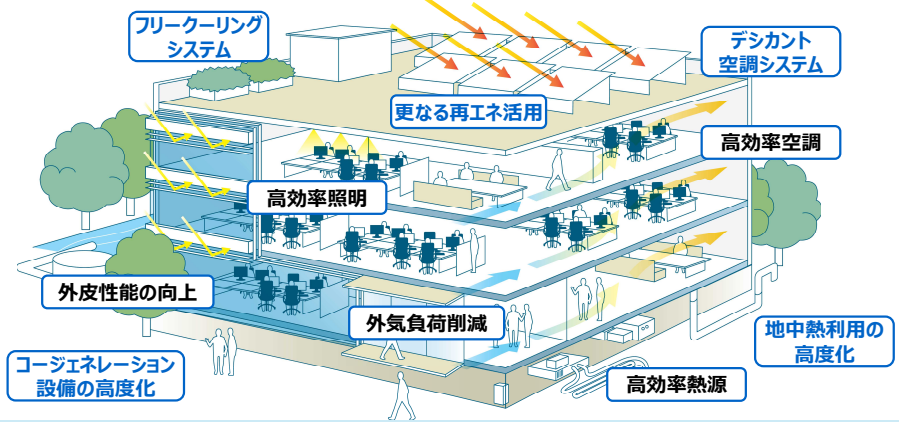 フリークーリング
システム
デシカント
空調システム
更なる再エネ活用
高効率空調
高効率照明
外皮性能の向上
外気負荷削減
地中熱利用の
高度化
コージェネレーション
設備の高度化
高効率熱源